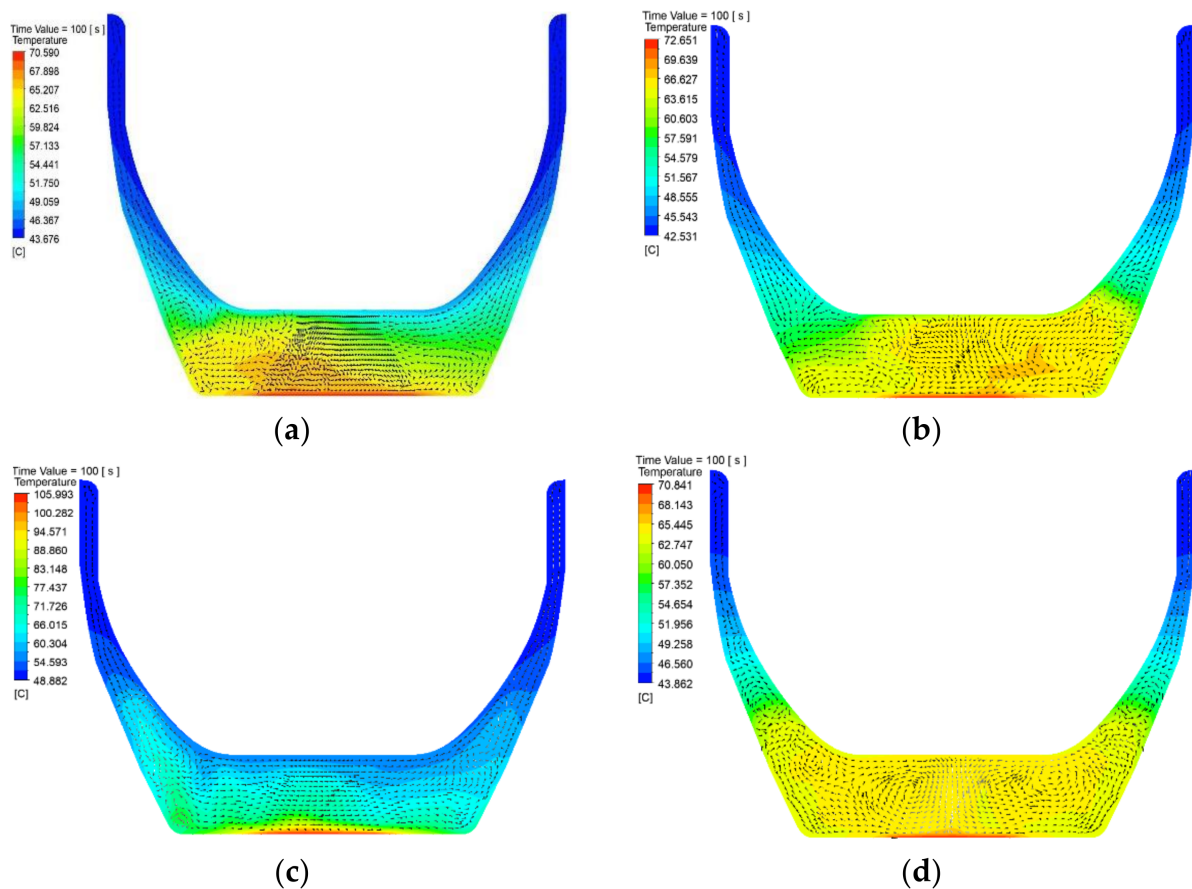 Time Value = 100 [ s ]
Temperature
70.590
67.898
65.207
62.516
59.824
57.133
54.441
51.750
49.059
46.367
43.676
[C]
(a)
Time Value = 100 [ s ]
Temperature
72.651
69.639
66.627
63.615
60.603
57.591
54.579
51.567
48.555
45.543
42.531
[C]
(b)
Time Value = 100 [ s ]
Temperature
105.993
100.282
94.571
88.860
83.148
77.437
71.726
66.015
60.304
54.593
48.882
[C]
(c)
Time Value = 100 [ s ]
Temperature
70.841
68.143
65.445
62.747
60.050
57.352
54.654
51.956
49.258
46.560
43.862
[C]
(d)